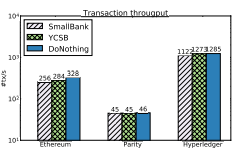 Transaction througput
10⁴
10³
10²
10¹
#tx/s
SmallBank
YCSB
DoNothing
256 284 328
45 45 46
1122 1273 1285
Ethereum Parity Hyperledger